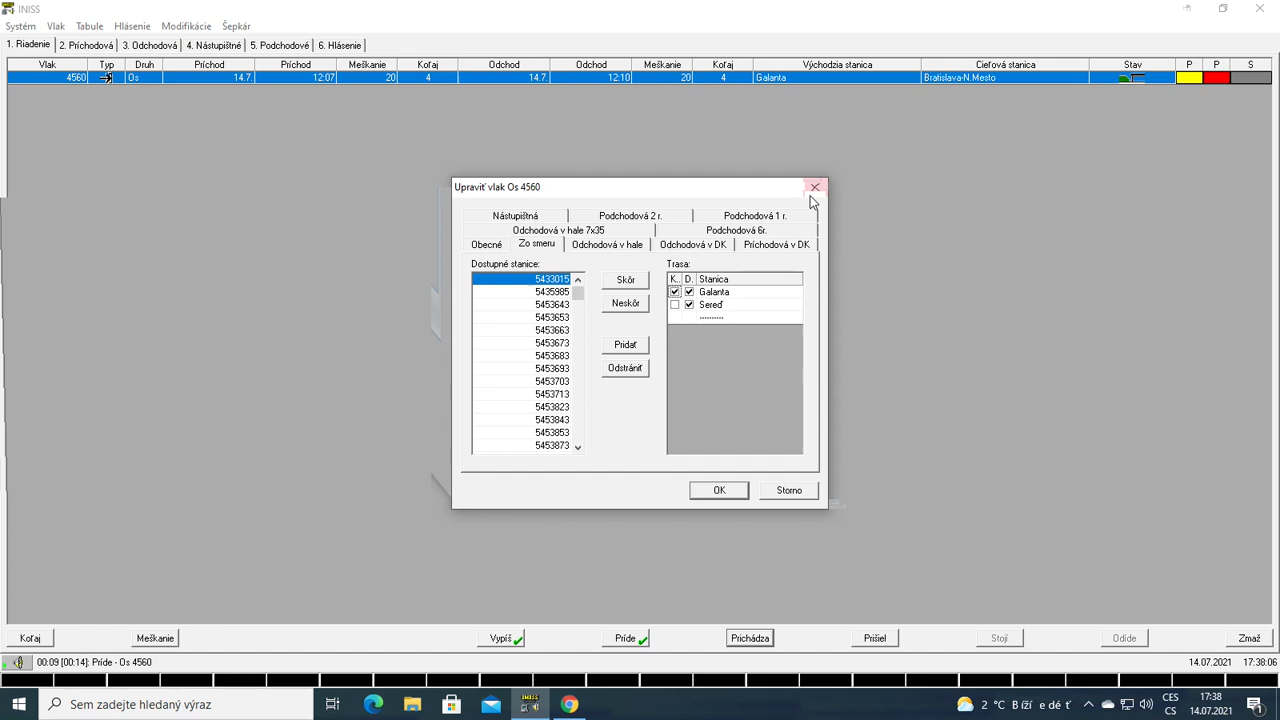 INISS
Systém Vlak Tabule Hlásenie Modifikácie Šepkár
1. Riadenie 2. Príchodová 3. Odchodová 4. Nástupištné 5. Podchodové 6. Hlásenie
Vlak Typ Druh Príchod Príchod Meškanie Koľaj Odchod Odchod Meškanie Koľaj Východzia stanica Cieľová stanica Stav P P S
4560 Os 14.7. 12:07 20 4 14.7. 12:10 20 4 Galanta Bratislava-N.Mesto
Upraviť vlak Os 4560
Nástupištná Podchodová 2 r. Podchodová 1 r.
Odchodová v hale 7x35 Podchodová 6r.
Obecné Zo smeru Odchodová v hale Odchodová v DK Príchodová v DK
Dostupné stanice: Trasa:
5433015 Skôr K.. D. Stanica
5435985 Galanta
5453643 Neskôr Sereď
5453653 ..........
5453663
5453673 Pridať
5453683
5453693 Odstrániť
5453703
5453713
5453823
5453843
5453853
5453873
OK Storno
Koľaj Meškanie Vypíš Príde Prichádza Prišiel Stojí Odíde Zmaž
00:09 [00:14]: Príde - Os 4560 14.07.2021 17:38:06
Sem zadejte hledaný výraz 2 °C CES 17:38
CS 14.07.2021